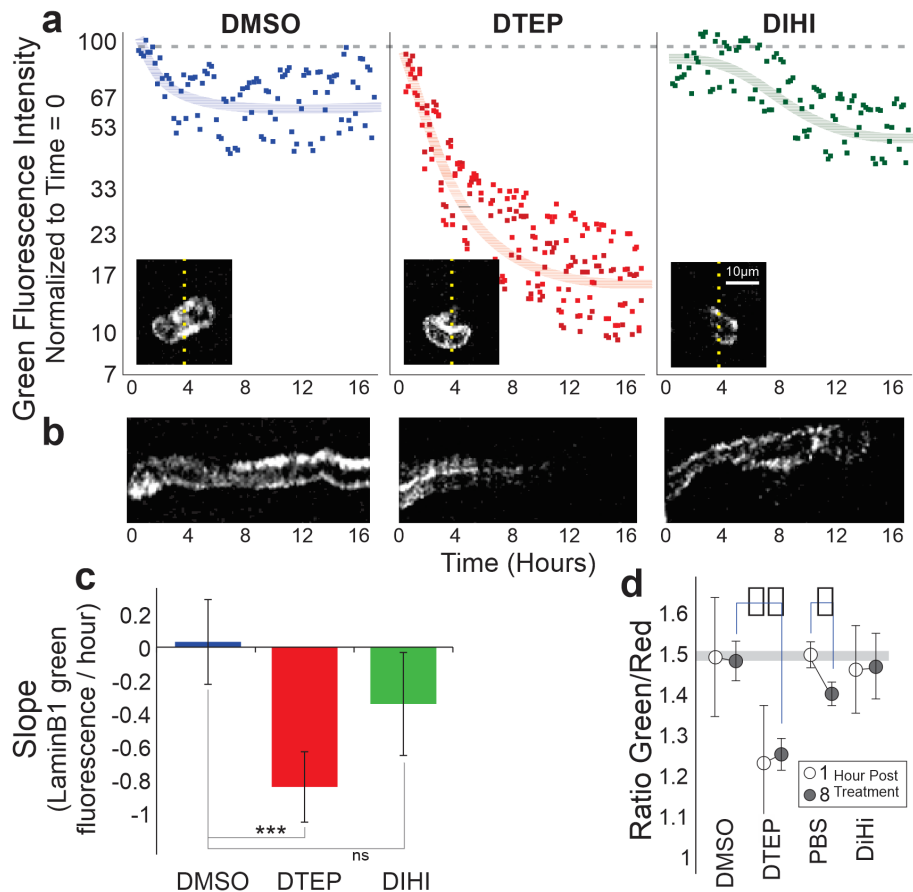 a
DMSO
DTEP
DIHI
Green Fluorescence Intensity
Normalized to Time = 0
100
67
53
33
23
17
10
7
10μm
0 4 8 12 16
0 4 8 12 16
0 4 8 12 16
b
0 4 8 12 16
0 4 8 12 16
0 4 8 12 16
Time (Hours)
c
Slope
(LaminB1 green
fluorescence / hour)
0.2
0
-0.2
-0.4
-0.6
-0.8
-1
***
ns
DMSO DTEP DIHI
d
Ratio Green/Red
1.6
1.5
1.4
1.3
1.2
1.1
1
1 Hour Post
8 Treatment
DMSO
DTEP
PBS
DiHi